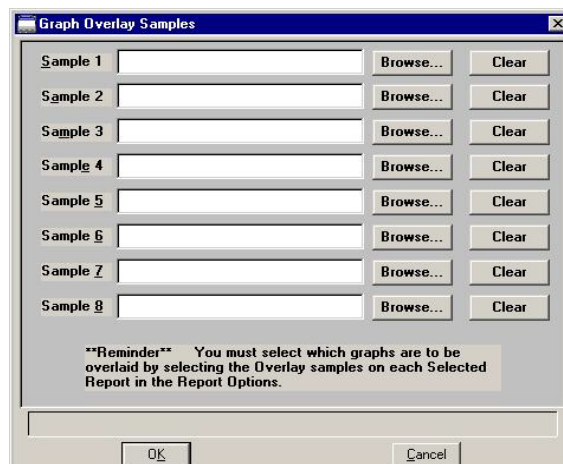 Graph Overlay Samples
Sample 1 Browse... Clear
Sample 2 Browse... Clear
Sample 3 Browse... Clear
Sample 4 Browse... Clear
Sample 5 Browse... Clear
Sample 6 Browse... Clear
Sample 7 Browse... Clear
Sample 8 Browse... Clear
**Reminder** You must select which graphs are to be
overlaid by selecting the Overlay samples on each Selected
Report in the Report Options.
OK Cancel